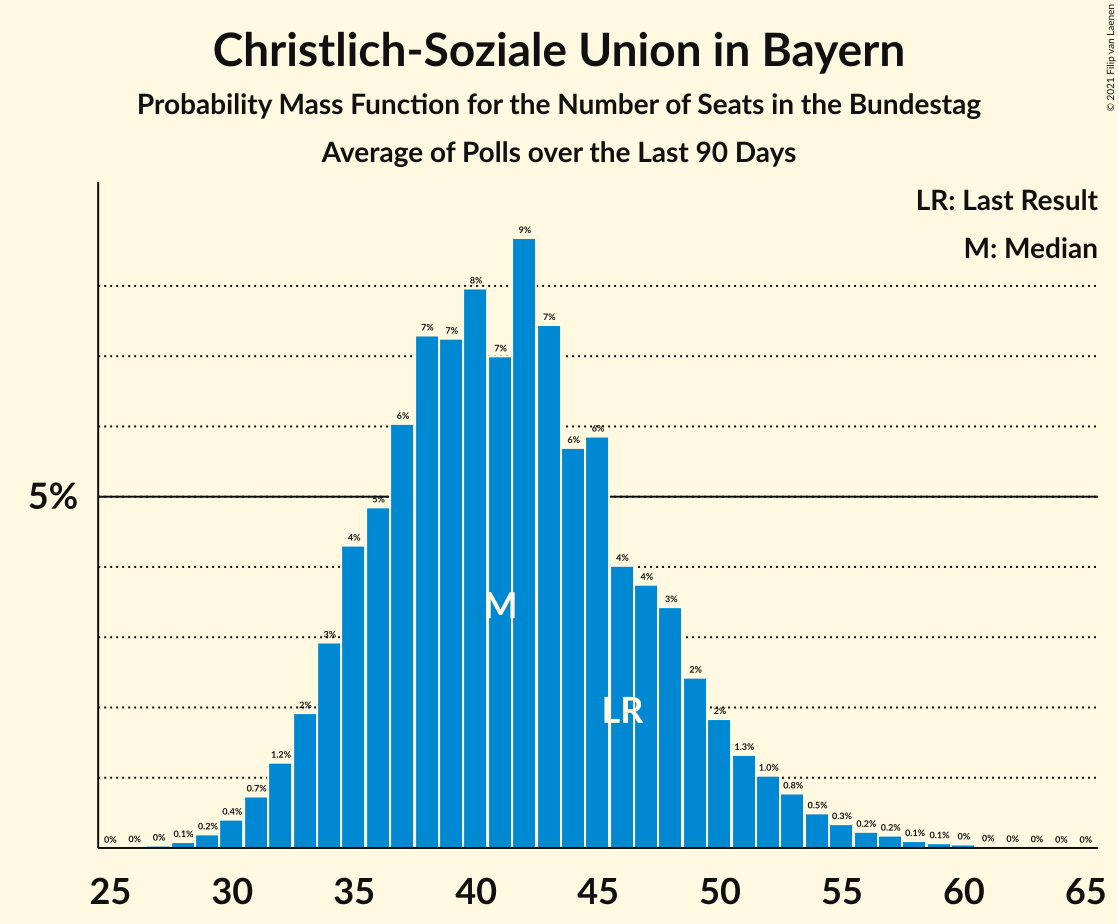 Christlich-Soziale Union in Bayern
Probability Mass Function for the Number of Seats in the Bundestag
Average of Polls over the Last 90 Days
© 2021 Filip van Laenen
LR: Last Result
M: Median
5%
0% 0% 0% 0.1% 0.2% 0.4% 0.7% 1.2% 2% 3% 4% 5% 6% 7% 7% 8% 7% 9% 7% 6% 6% 4% 4% 3% 2% 2% 1.3% 1.0% 0.8% 0.5% 0.3% 0.2% 0.2% 0.1% 0.1% 0% 0% 0% 0% 0% 0%
M
LR
25 30 35 40 45 50 55 60 65